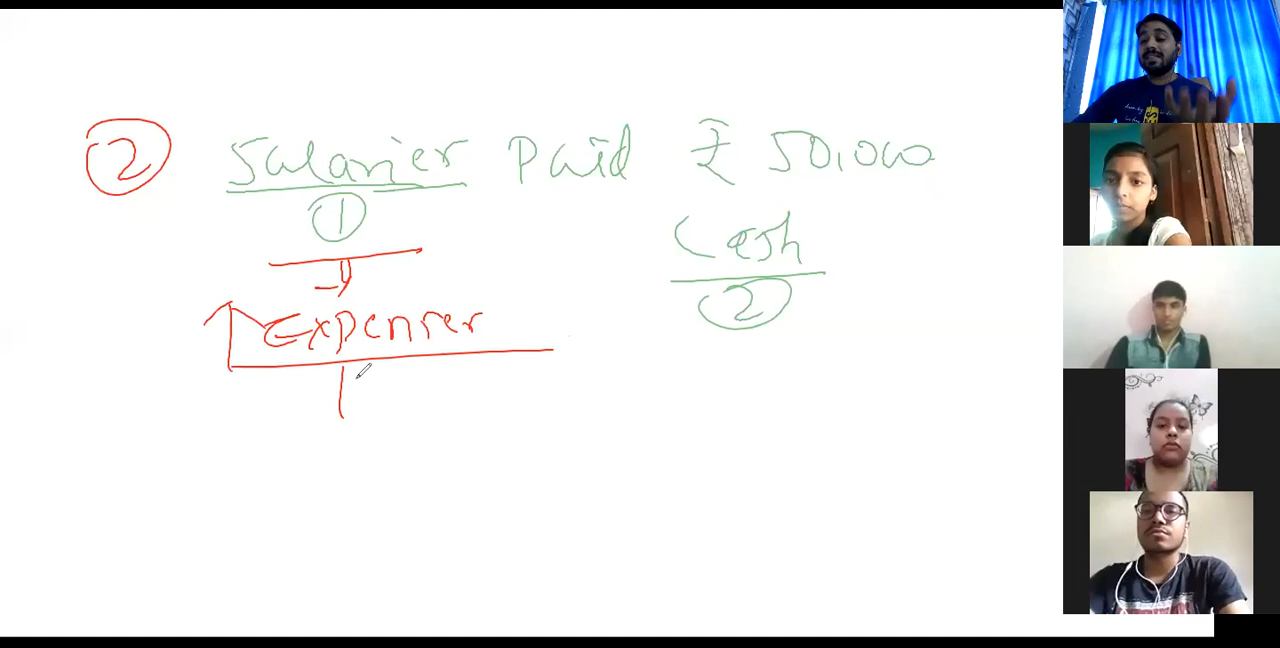 ② Salaries Paid ₹ 50,000
①
Cash
②
Expenses